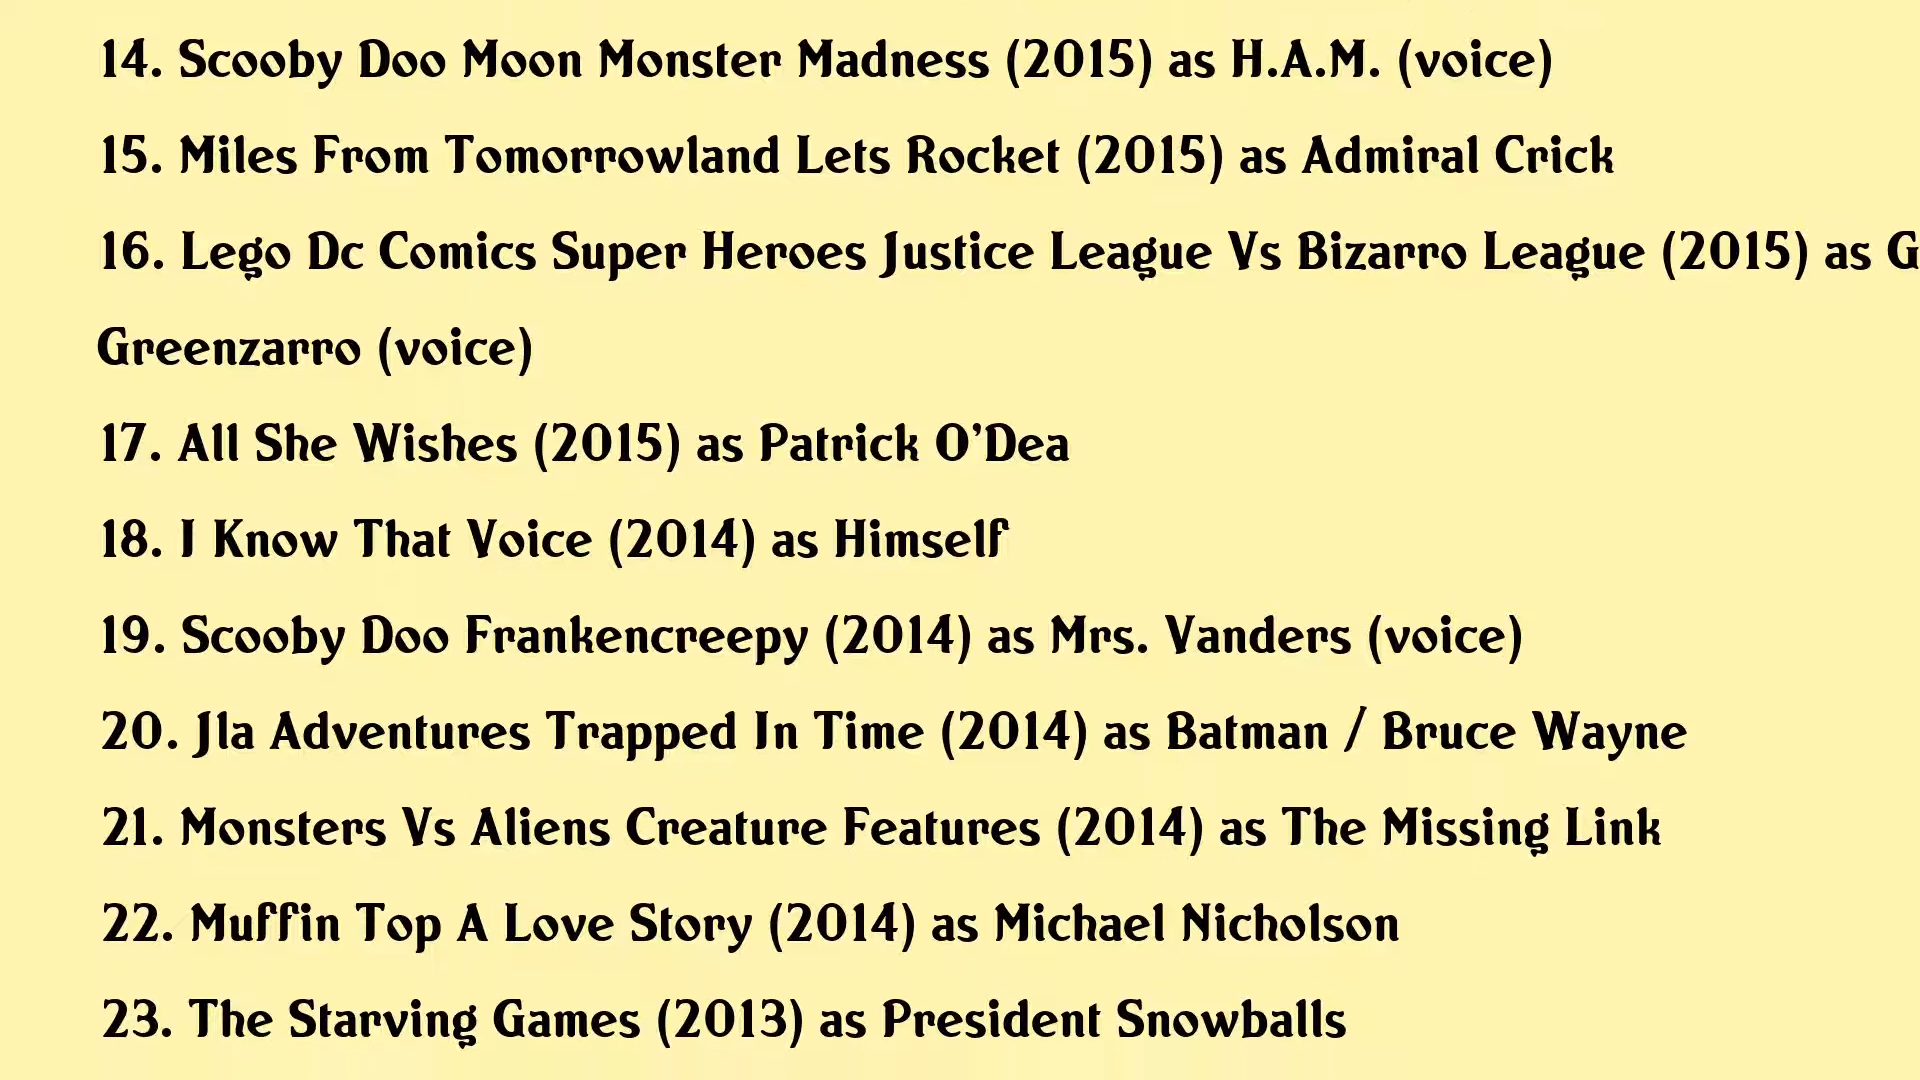 14. Scooby Doo Moon Monster Madness (2015) as H.A.M. (voice)
15. Miles From Tomorrowland Lets Rocket (2015) as Admiral Crick
16. Lego Dc Comics Super Heroes Justice League Vs Bizarro League (2015) as G
Greenzarro (voice)
17. All She Wishes (2015) as Patrick O'Dea
18. I Know That Voice (2014) as Himself
19. Scooby Doo Frankencreepy (2014) as Mrs. Vanders (voice)
20. Jla Adventures Trapped In Time (2014) as Batman / Bruce Wayne
21. Monsters Vs Aliens Creature Features (2014) as The Missing Link
22. Muffin Top A Love Story (2014) as Michael Nicholson
23. The Starving Games (2013) as President Snowballs